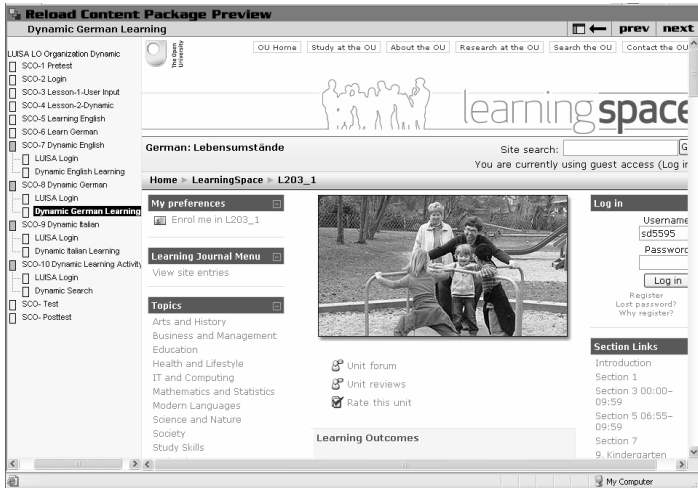 Reload Content Package Preview
Dynamic German Learning
prev next
LUISA LO Organization Dynamic
SCO-1 Pretest
SCO-2 Login
SCO-3 Lesson-1-User Input
SCO-4 Lesson-2-Dynamic
SCO-5 Learning English
SCO-6 Learn German
SCO-7 Dynamic English
LUISA Login
Dynamic English Learning
SCO-8 Dynamic German
LUISA Login
Dynamic German Learning
SCO-9 Dynamic Italian
LUISA Login
Dynamic Italian Learning
SCO-10 Dynamic Learning Activity
LUISA Login
Dynamic Search
SCO- Test
SCO- Posttest
The Open
University
OU Home Study at the OU About the OU Research at the OU Search the OU Contact the OU
learning space
German: Lebensumstände
Site search: G
You are currently using guest access (Log in
Home ► LearningSpace ► L203_1
My preferences
Enrol me in L203_1
Learning Journal Menu
View site entries
Topics
Arts and History
Business and Management
Education
Health and Lifestyle
IT and Computing
Mathematics and Statistics
Modern Languages
Science and Nature
Society
Study Skills
Unit forum
Unit reviews
Rate this unit
Learning Outcomes
Log in
Username
sd5595
Password
Log in
Register
Lost password?
Why register?
Section Links
Introduction
Section 1
Section 3 00:00-
09:59
Section 5 06:55-
09:59
Section 7
9. Kindergarten
My Computer